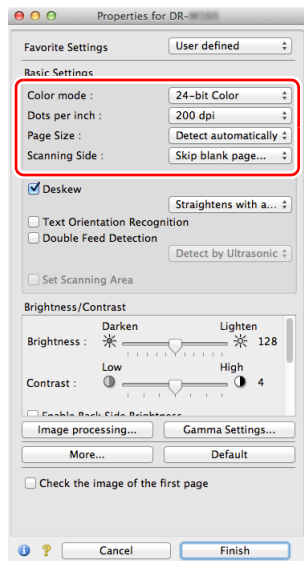 Properties for DR-
Favorite Settings User defined
Basic Settings
Color mode : 24-bit Color
Dots per inch : 200 dpi
Page Size : Detect automatically
Scanning Side : Skip blank page...
Deskew
Straightens with a...
Text Orientation Recognition
Double Feed Detection
Detect by Ultrasonic
Set Scanning Area
Brightness/Contrast
Darken Lighten
Brightness : 128
Low High
Contrast : 4
Enable Back Side Brightness
Image processing... Gamma Settings...
More... Default
Check the image of the first page
i ? Cancel Finish